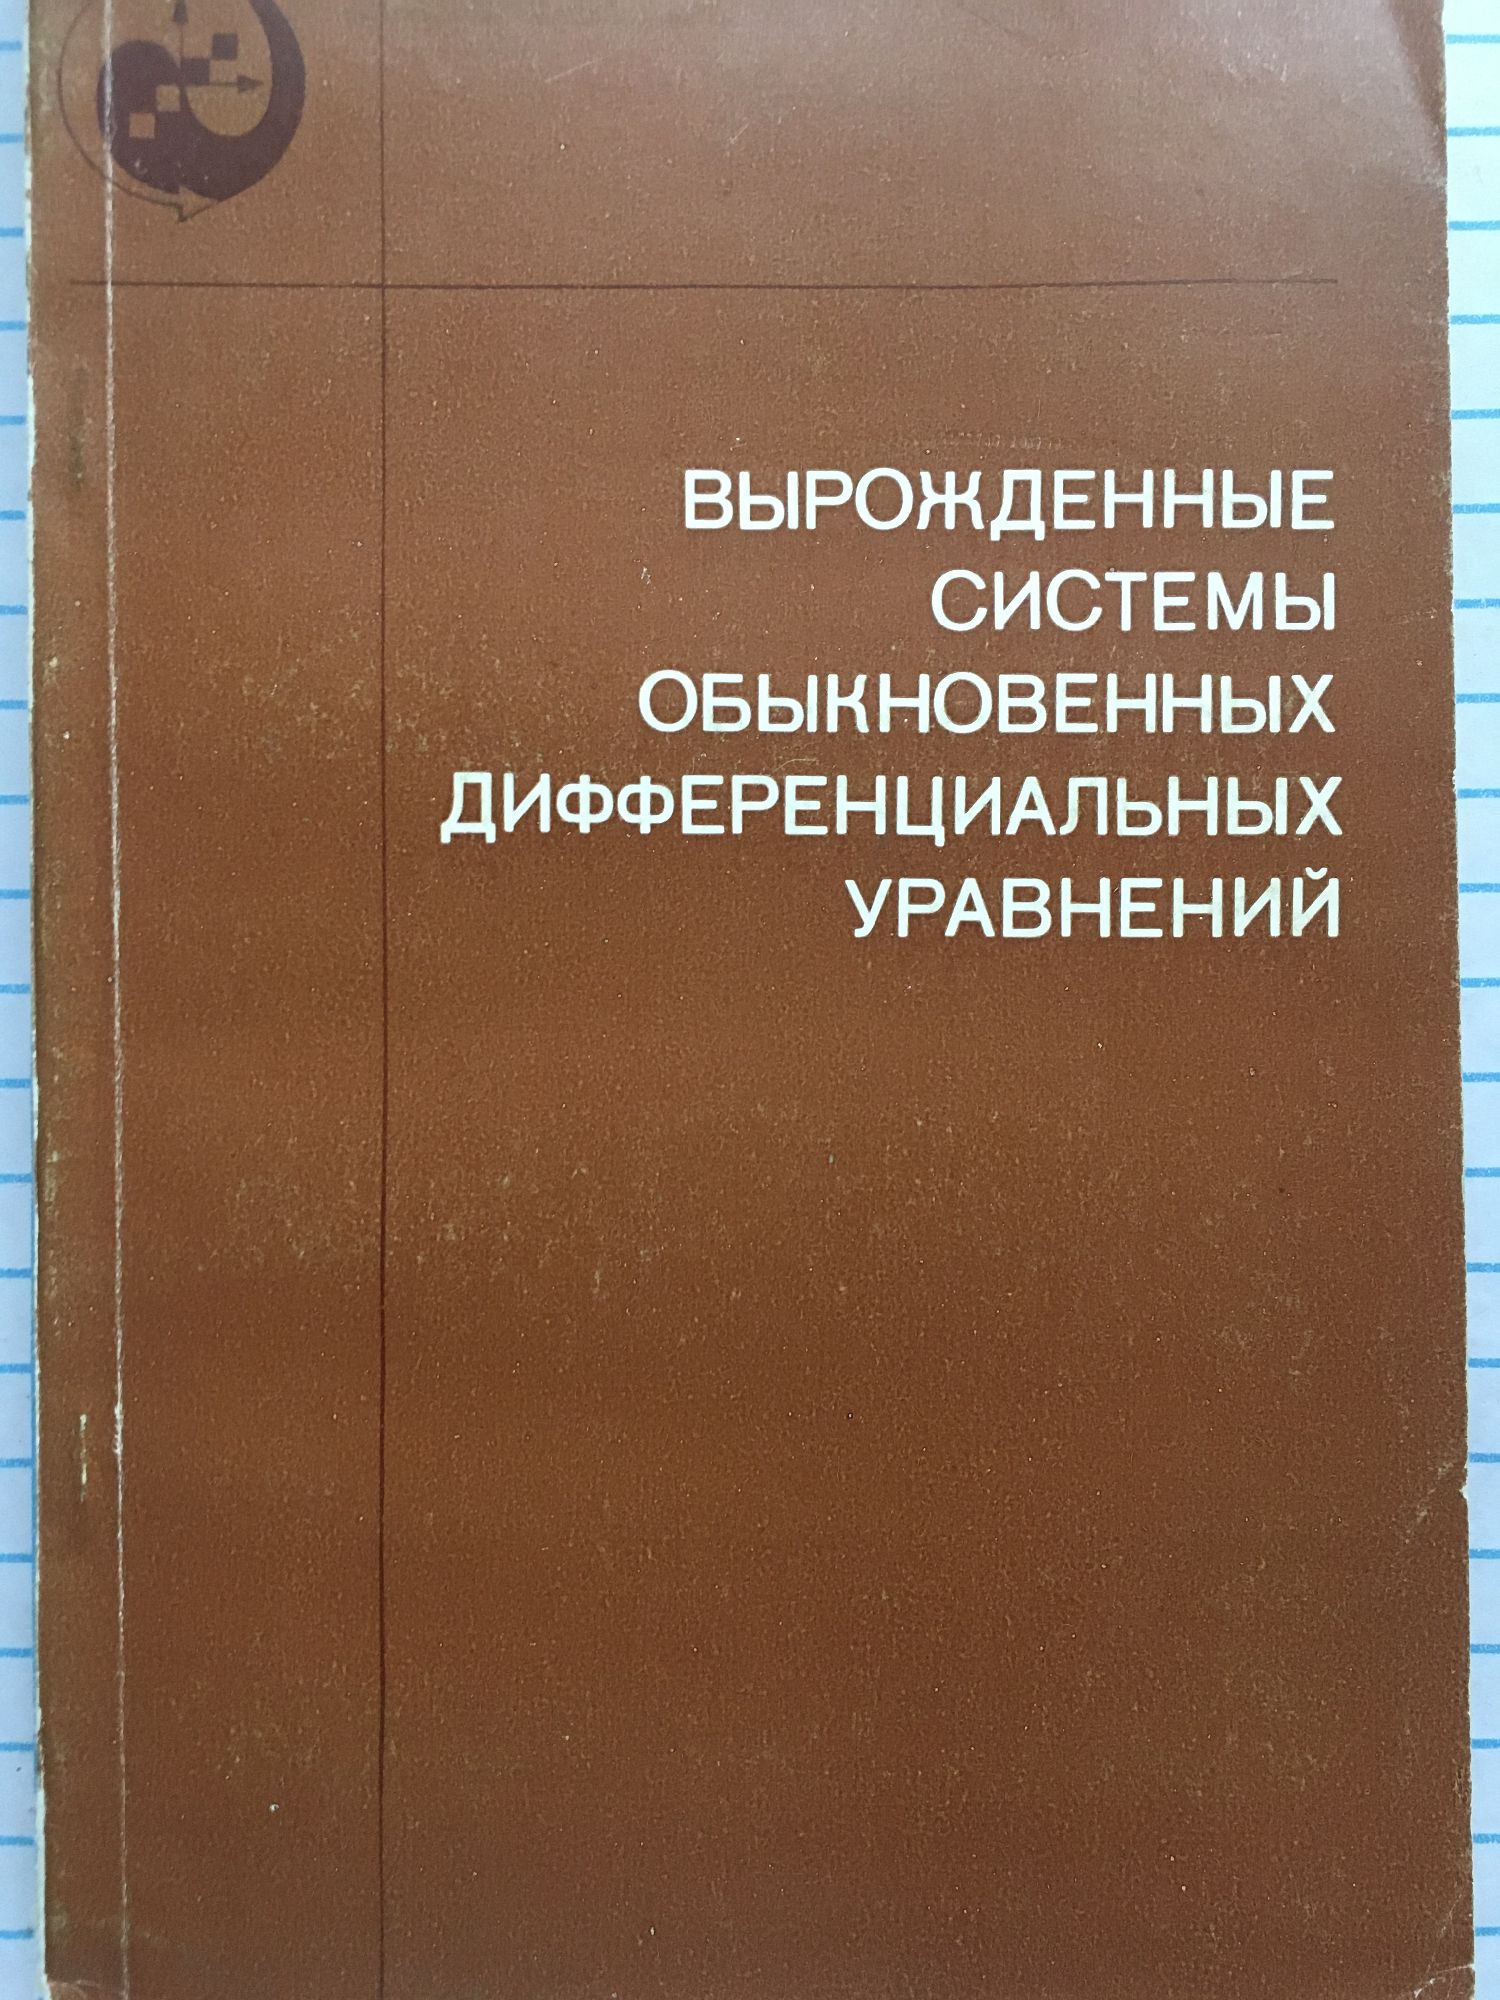 ВЫРОЖДЕННЫЕ
СИСТЕМЫ
ОБЫКНОВЕННЫХ
ДИФФЕРЕНЦИАЛЬНЫХ
УРАВНЕНИЙ